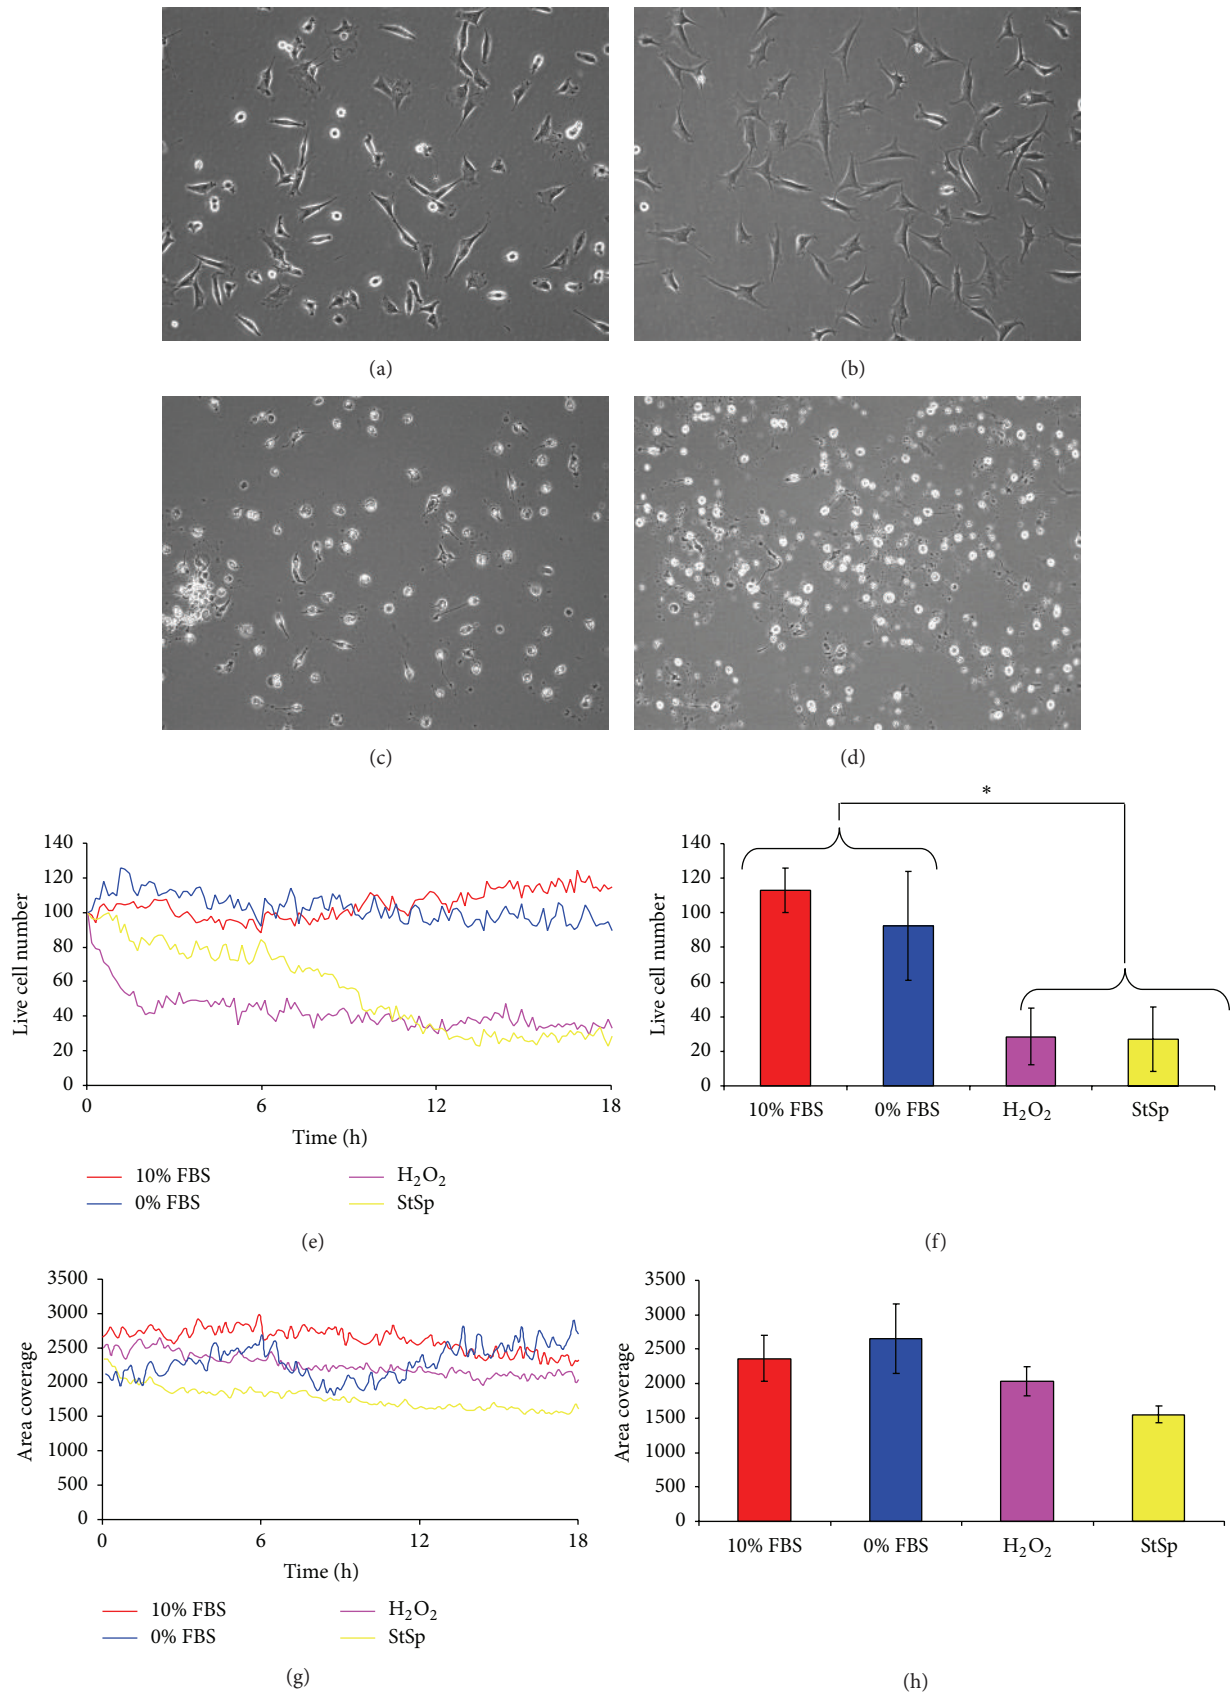 (a)
(b)
(c)
(d)
140
120
100
80
60
40
20
0
Live cell number
0
6
12
18
Time (h)
10% FBS
0% FBS
H₂O₂
StSp
(e)
*
140
120
100
80
60
40
20
0
Live cell number
10% FBS
0% FBS
H₂O₂
StSp
(f)
3500
3000
2500
2000
1500
1000
500
0
Area coverage
0
6
12
18
Time (h)
10% FBS
0% FBS
H₂O₂
StSp
(g)
3500
3000
2500
2000
1500
1000
500
0
Area coverage
10% FBS
0% FBS
H₂O₂
StSp
(h)